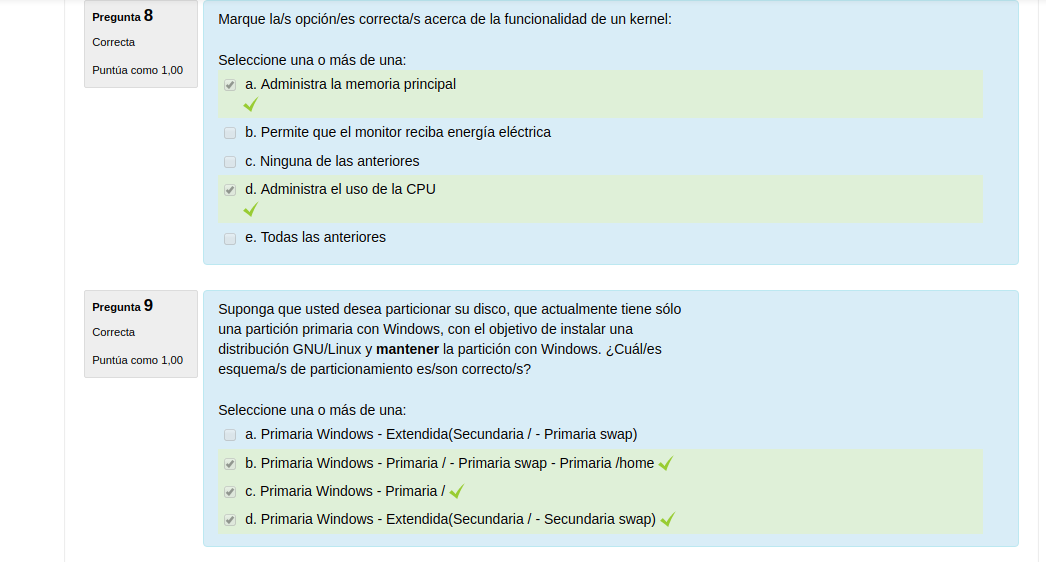 Pregunta 8
Correcta
Puntúa como 1,00
Marque la/s opción/es correcta/s acerca de la funcionalidad de un kernel:
Seleccione una o más de una:
a. Administra la memoria principal
b. Permite que el monitor reciba energía eléctrica
c. Ninguna de las anteriores
d. Administra el uso de la CPU
e. Todas las anteriores
Pregunta 9
Correcta
Puntúa como 1,00
Suponga que usted desea particionar su disco, que actualmente tiene sólo
una partición primaria con Windows, con el objetivo de instalar una
distribución GNU/Linux y mantener la partición con Windows. ¿Cuál/es
esquema/s de particionamiento es/son correcto/s?
Seleccione una o más de una:
a. Primaria Windows - Extendida(Secundaria / - Primaria swap)
b. Primaria Windows - Primaria / - Primaria swap - Primaria /home
c. Primaria Windows - Primaria /
d. Primaria Windows - Extendida(Secundaria / - Secundaria swap)